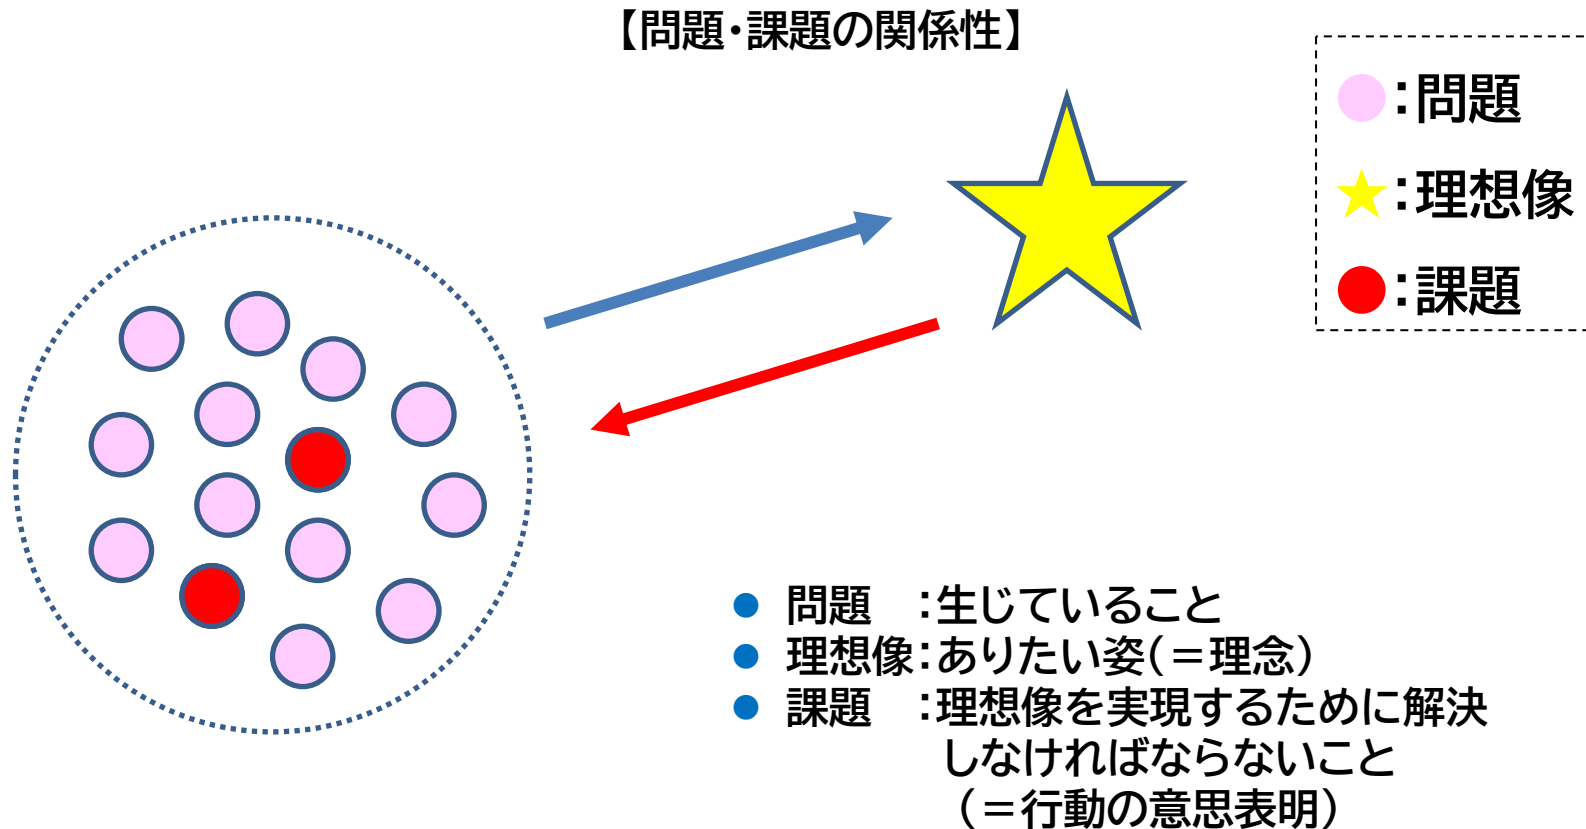 【問題・課題の関係性】
：問題
：理想像
：課題
● 問題　：生じていること
● 理想像：ありたい姿（＝理念）
● 課題　：理想像を実現するために解決
しなければならないこと
（＝行動の意思表明）